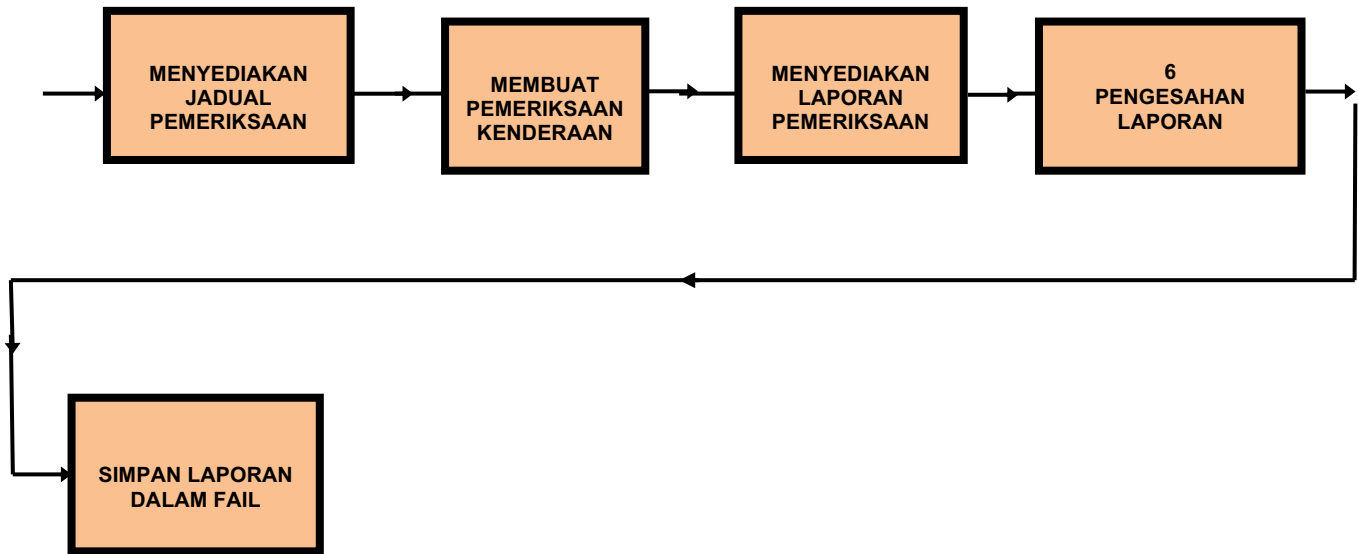 MENYEDIAKAN
JADUAL
PEMERIKSAAN
MEMBUAT
PEMERIKSAAN
KENDERAAN
MENYEDIAKAN
LAPORAN
PEMERIKSAAN
6
PENGESAHAN
LAPORAN
SIMPAN LAPORAN
DALAM FAIL